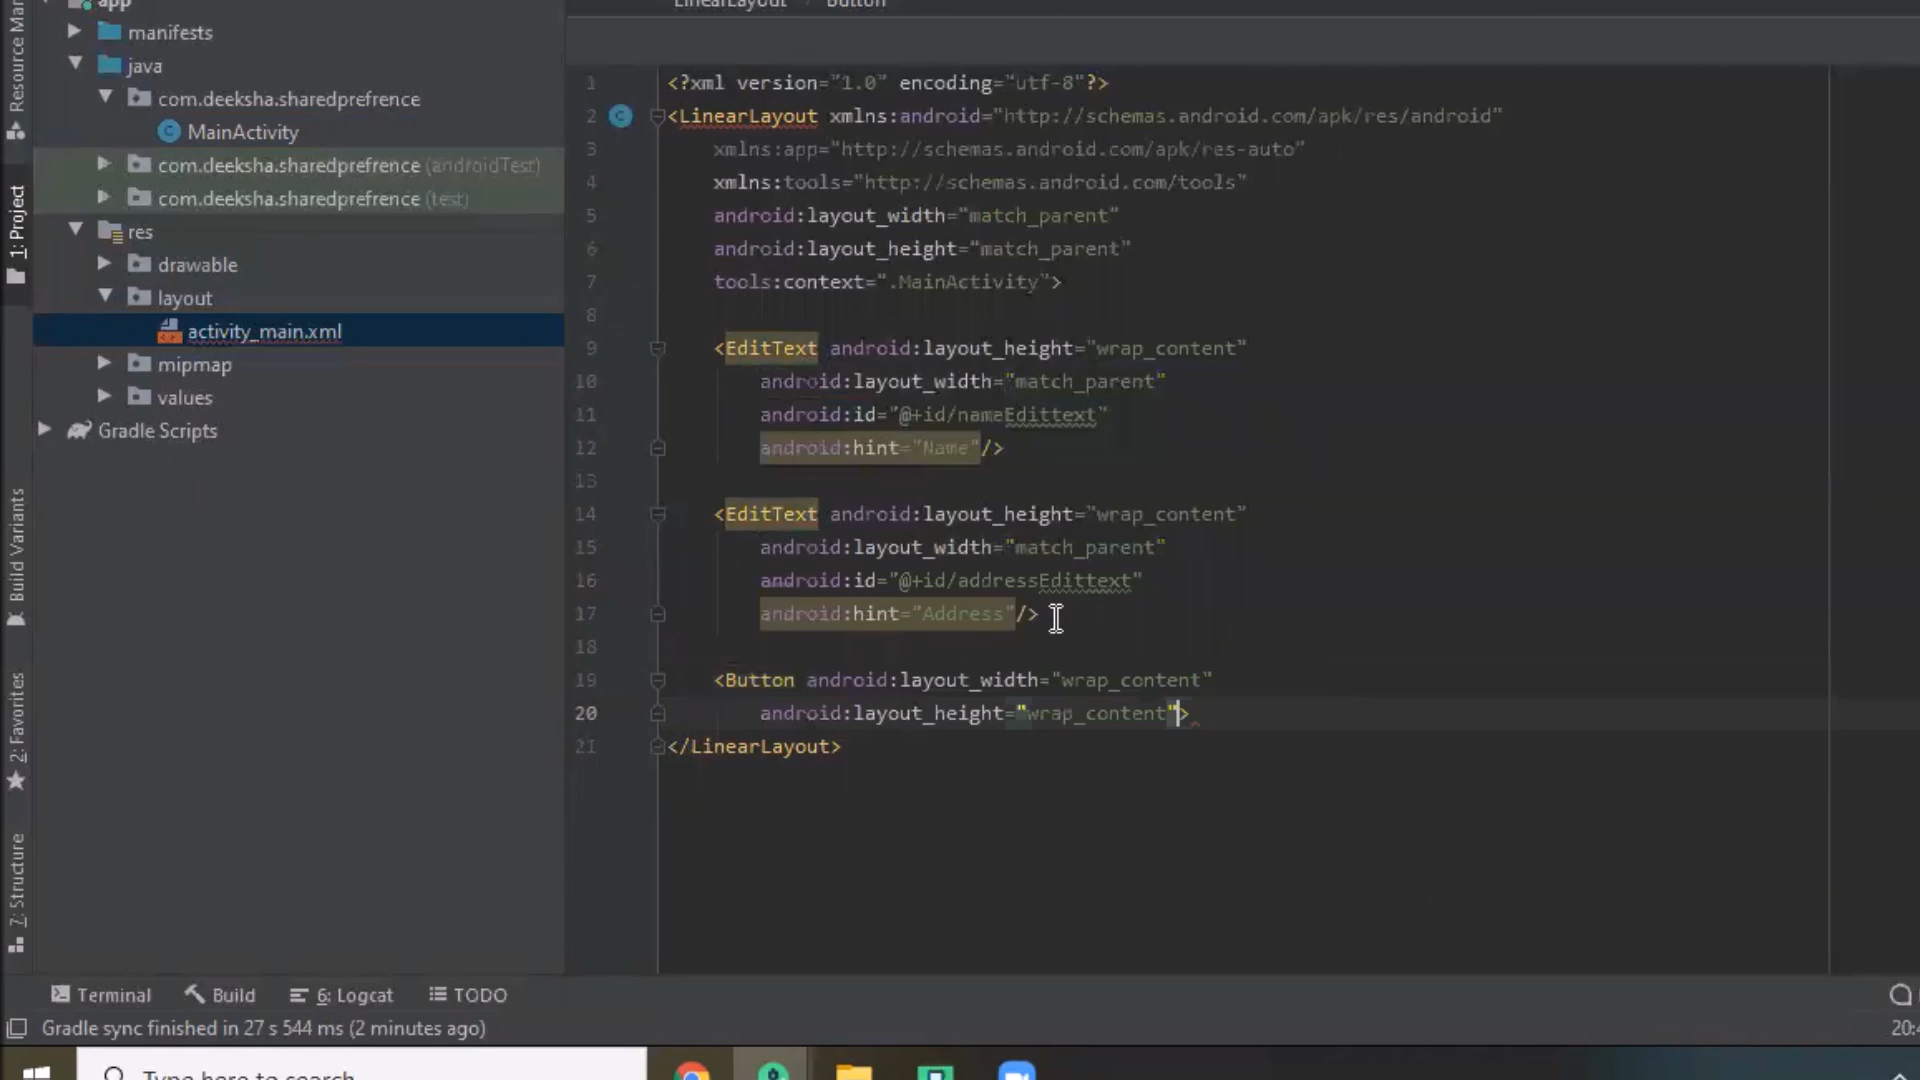 app
LinearLayout Button
manifests
java
com.deeksha.sharedprefrence
MainActivity
com.deeksha.sharedprefrence (androidTest)
com.deeksha.sharedprefrence (test)
res
drawable
layout
activity_main.xml
mipmap
values
Gradle Scripts
Resource Man
1: Project
Build Variants
2: Favorites
7: Structure
1 <?xml version="1.0" encoding="utf-8"?>
2 <LinearLayout xmlns:android="http://schemas.android.com/apk/res/android"
3 xmlns:app="http://schemas.android.com/apk/res-auto"
4 xmlns:tools="http://schemas.android.com/tools"
5 android:layout_width="match_parent"
6 android:layout_height="match_parent"
7 tools:context=".MainActivity">
8
9 <EditText android:layout_height="wrap_content"
10 android:layout_width="match_parent"
11 android:id="@+id/nameEdittext"
12 android:hint="Name"/>
13
14 <EditText android:layout_height="wrap_content"
15 android:layout_width="match_parent"
16 android:id="@+id/addressEdittext"
17 android:hint="Address"/>
18
19 <Button android:layout_width="wrap_content"
20 android:layout_height="wrap_content">
21 </LinearLayout>
Terminal Build 6: Logcat TODO
Gradle sync finished in 27 s 544 ms (2 minutes ago)
Type here to search